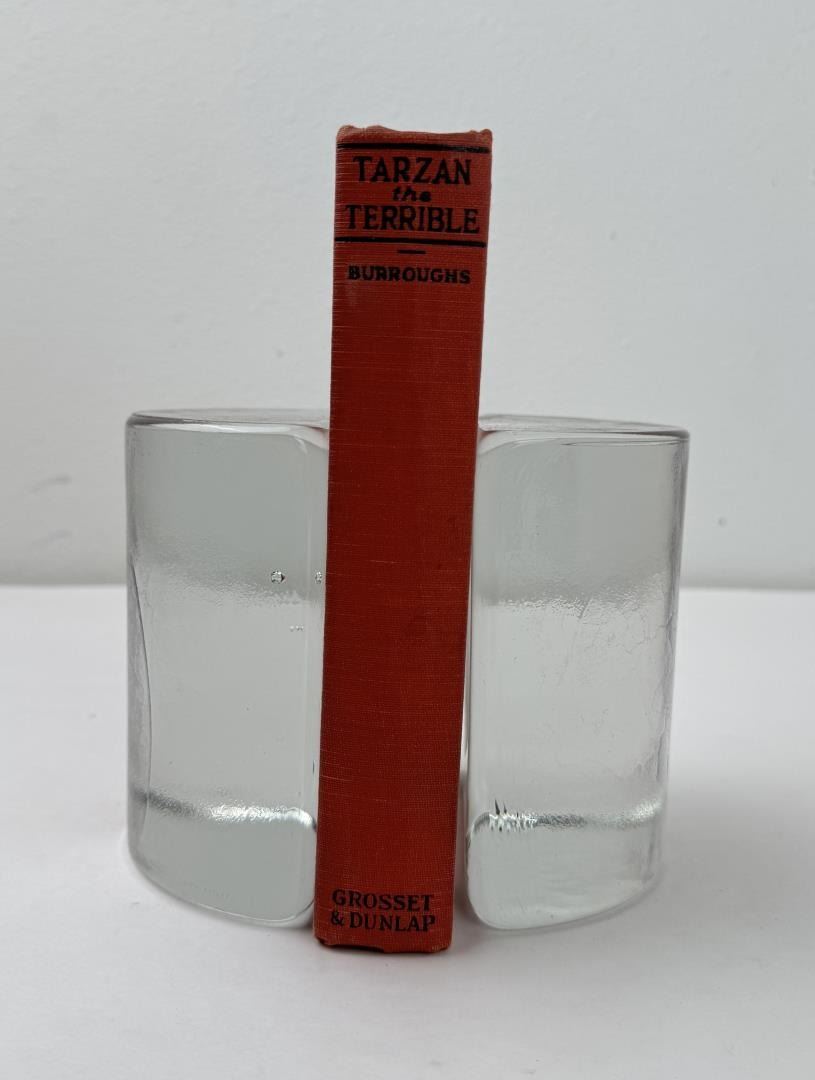 TARZAN
the
TERRIBLE
BURROUGHS
GROSSET
& DUNLAP